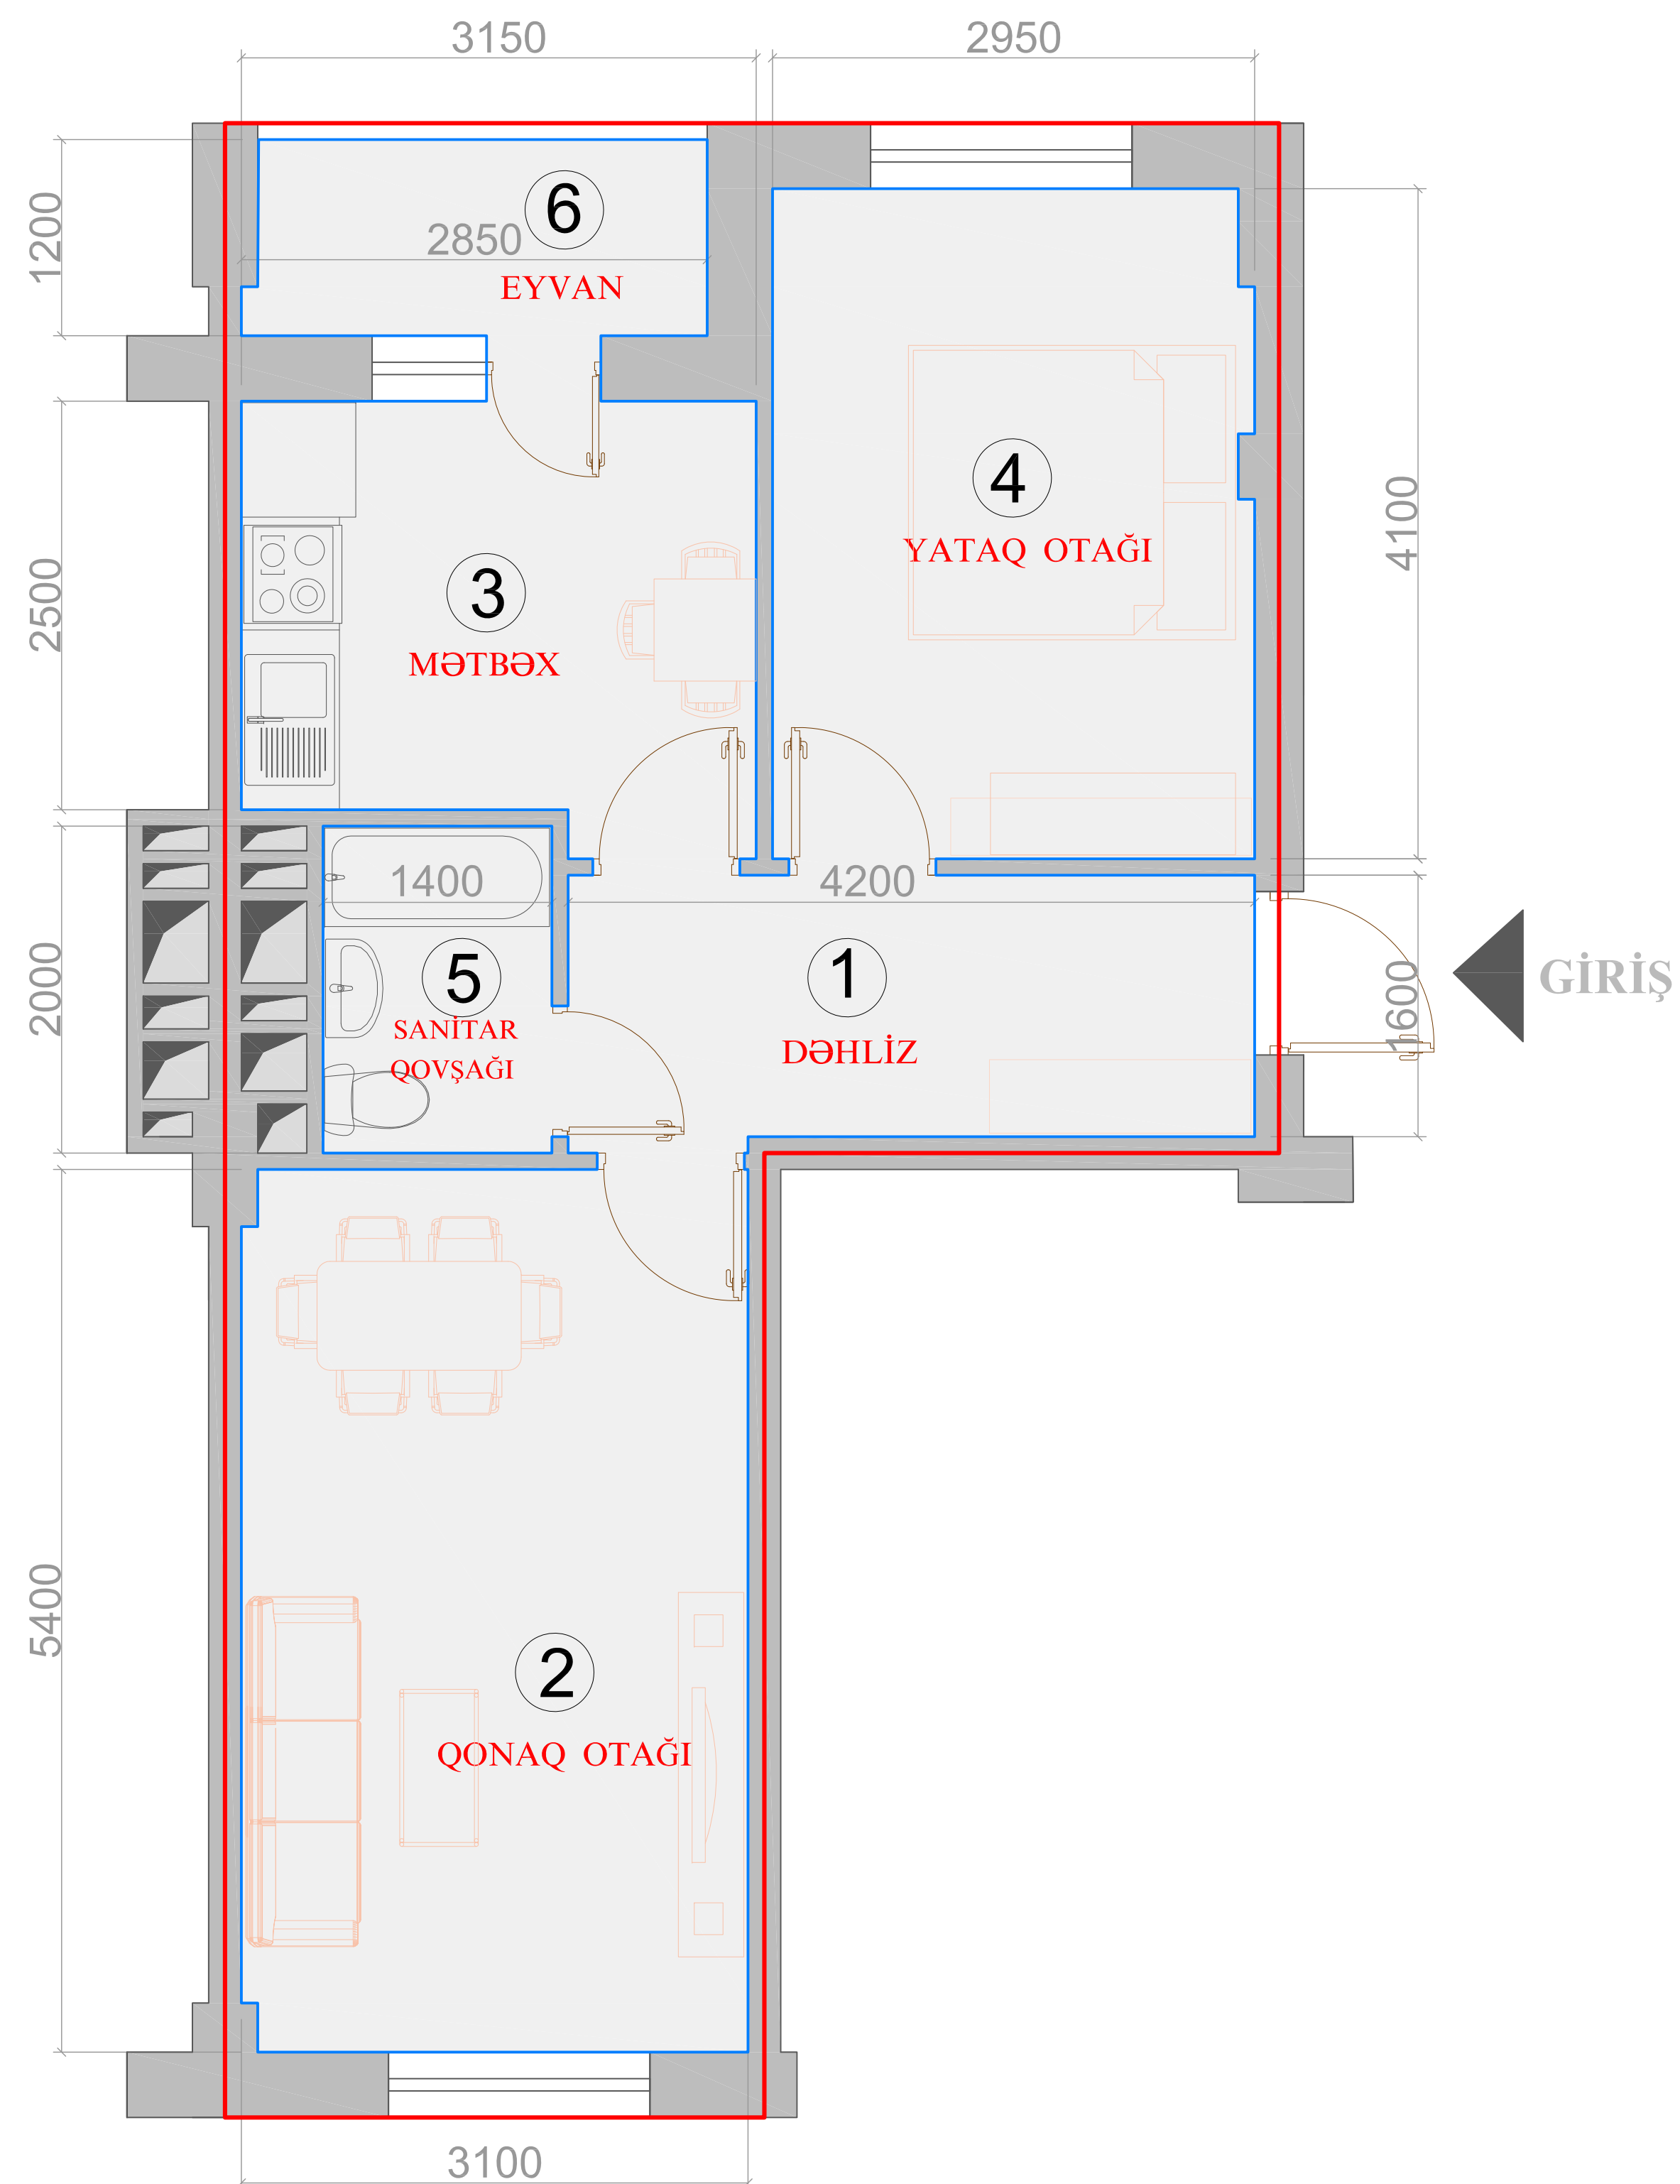 3150
2950
1200
6
2850
EYVAN
4
YATAQ OTAĞI
4100
2500
3
MƏTBƏX
1400
4200
2000
5
SANİTAR
QOVŞAĞI
1
DƏHLİZ
1600
GİRİŞ
5400
2
QONAQ OTAĞI
3100